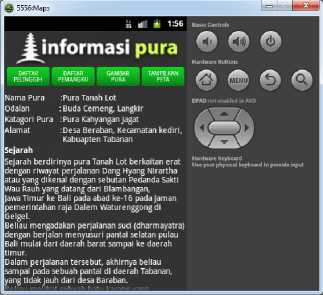 5556:Maps
1:56
informasi pura
DAFTAR PELINGGIH
DAFTAR PEMANGKU
GAMBAR PURA
TAMPILKAN PETA
Nama Pura :Pura Tanah Lot
Odalan :Buda Cemeng, Langkir
Katagori Pura :Pura Kahyangan Jagat
Alamat :Desa Beraban, Kecamatan kediri,
Kabuapten Tabanan
Sejarah
Sejarah berdirinya pura Tanah Lot berkaitan erat
dengan riwayat perjalanan Dang Hyang Nirartha
atau yang dikenal dengan sebutan Pedanda Sakti
Wau Rauh yang datang dari Blambangan,
Jawa Timur ke Bali pada abad ke-16 pada jaman
pemerintahan raja Dalem Waturenggong di
Gelgel.
Beliau mengadakan perjalanan suci (dharmayatra)
dengan berjalan menyusuri pantai selatan pulau
Bali mulai dari daerah barat sampai ke daerah
timur.
Dalam perjalanan tersebut, akhirnya beliau
sampai pada sebuah pantai di daerah Tabanan,
yang tidak jauh dari desa Beraban.
Basic Controls
Hardware Buttons
MENU
DPAD not enabled in AVD
Hardware Keyboard
Use your physical keyboard to provide input